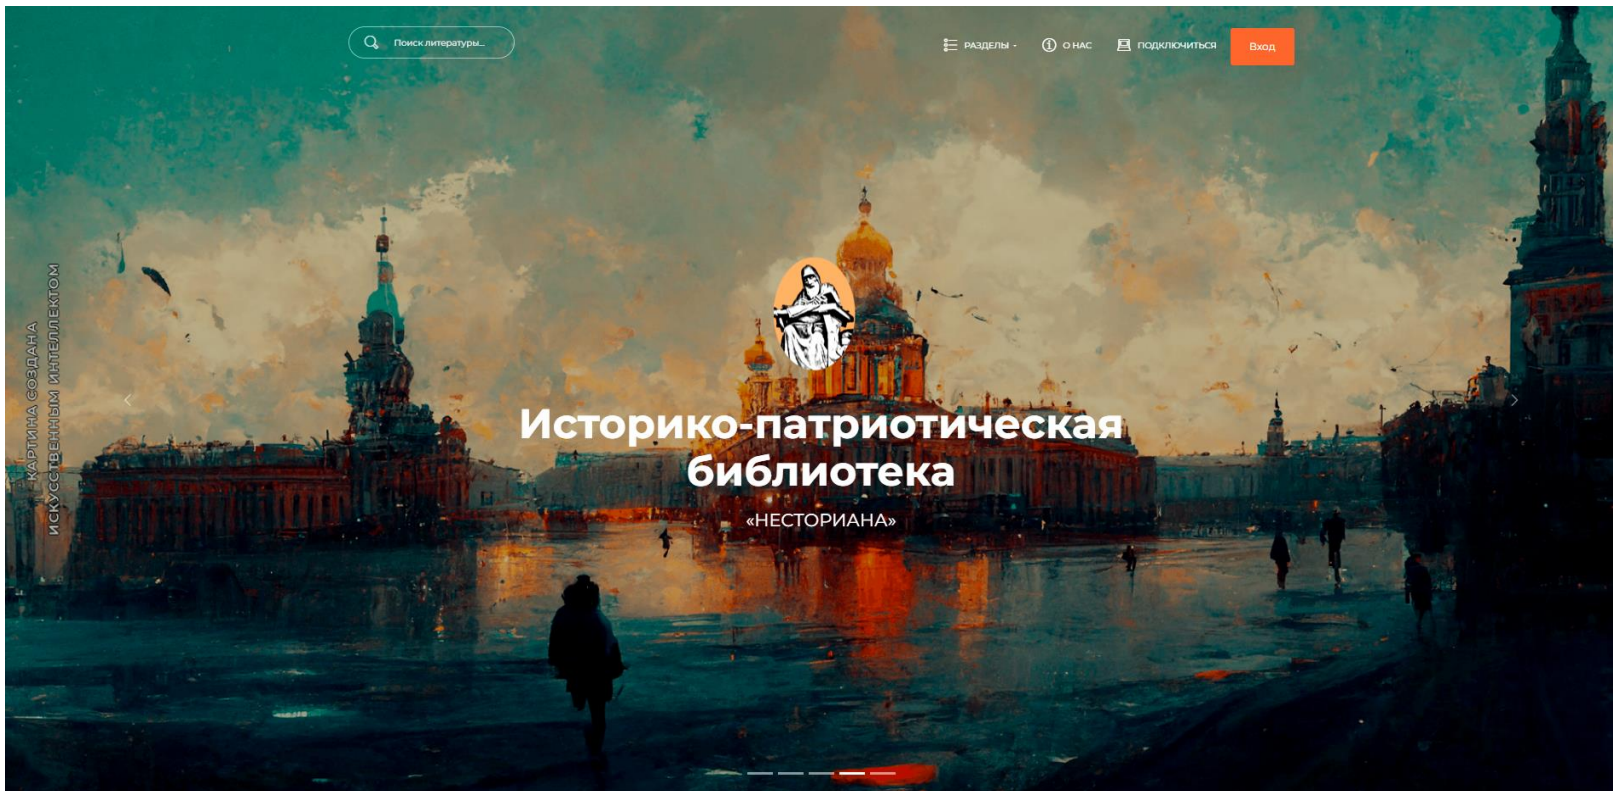 Поиск литературы...
РАЗДЕЛЫ
О НАС
ПОДКЛЮЧИТЬСЯ
Вход
КАРТИНА СОЗДАНА
ИСКУССТВЕННЫМ ИНТЕЛЛЕКТОМ
Историко-патриотическая
библиотека
«НЕСТОРИАНА»